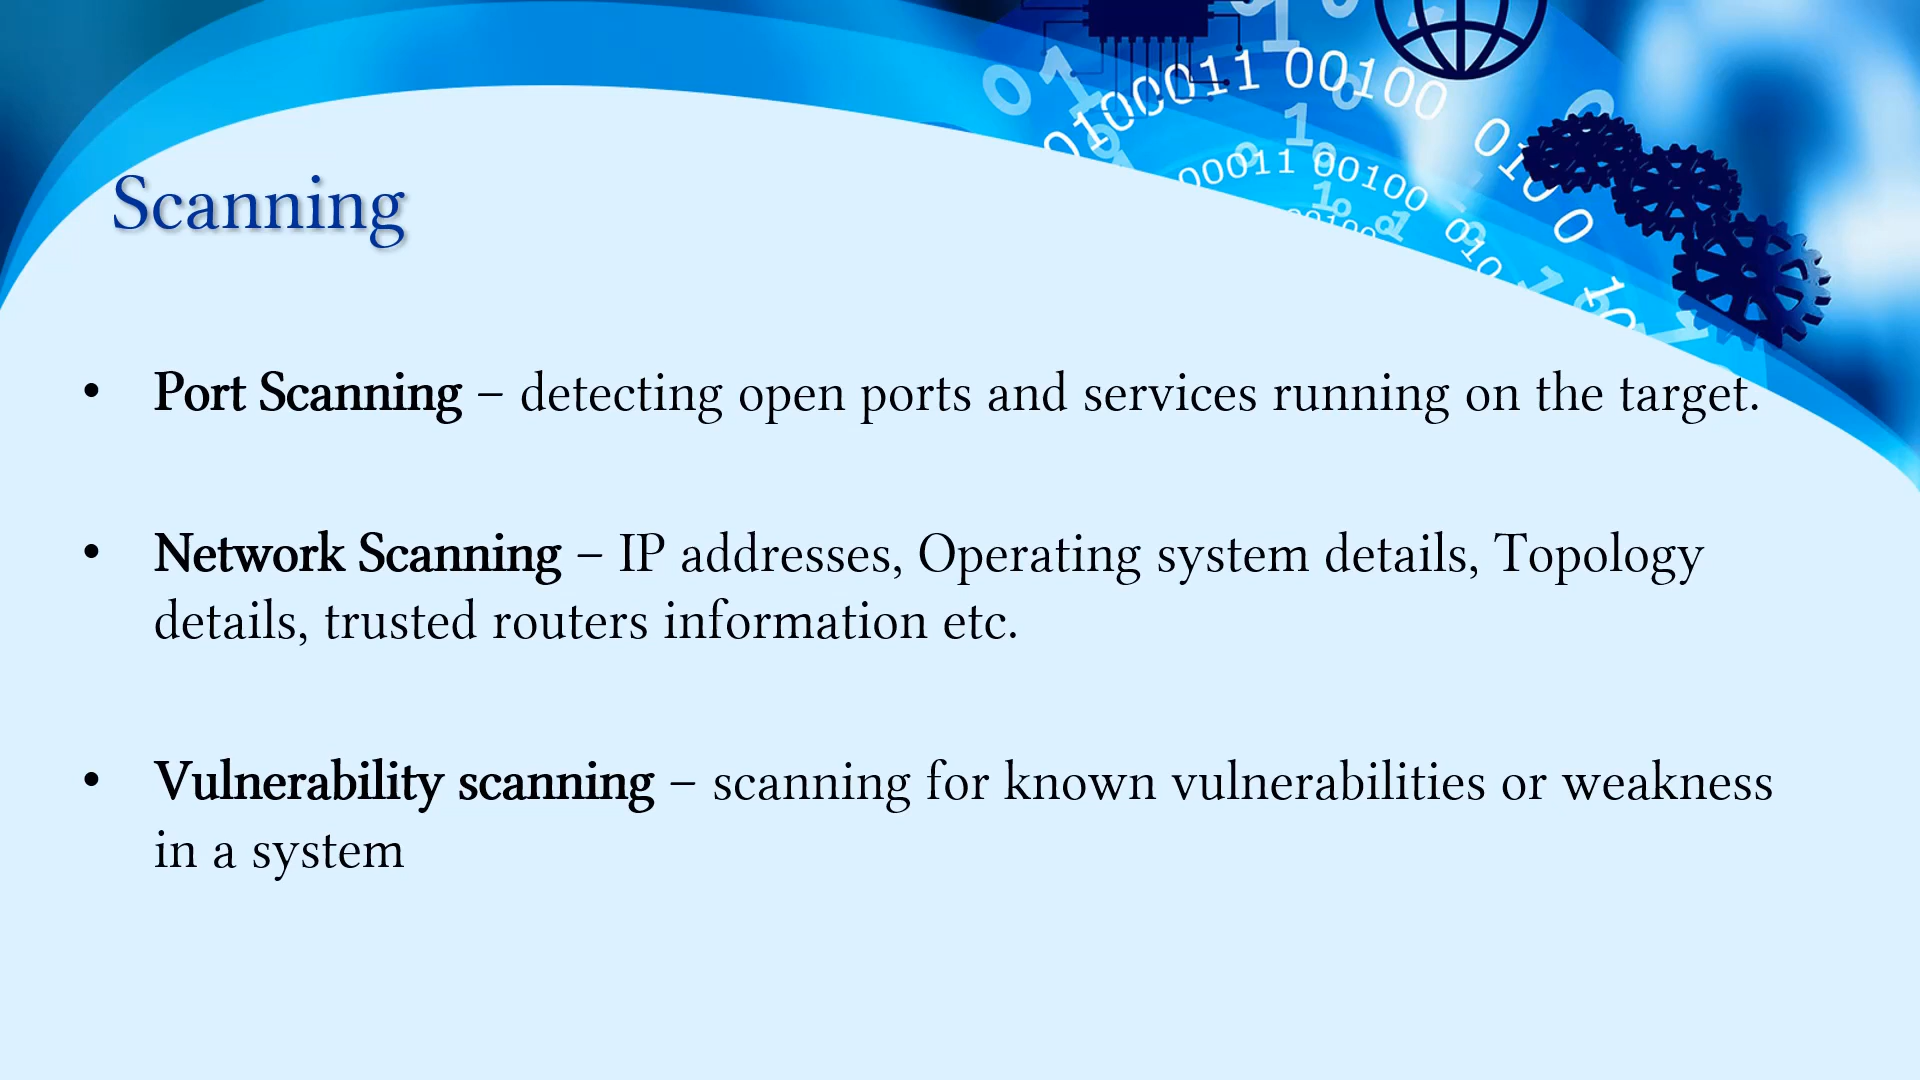 Scanning
• Port Scanning – detecting open ports and services running on the target.
• Network Scanning – IP addresses, Operating system details, Topology
details, trusted routers information etc.
• Vulnerability scanning – scanning for known vulnerabilities or weakness
in a system